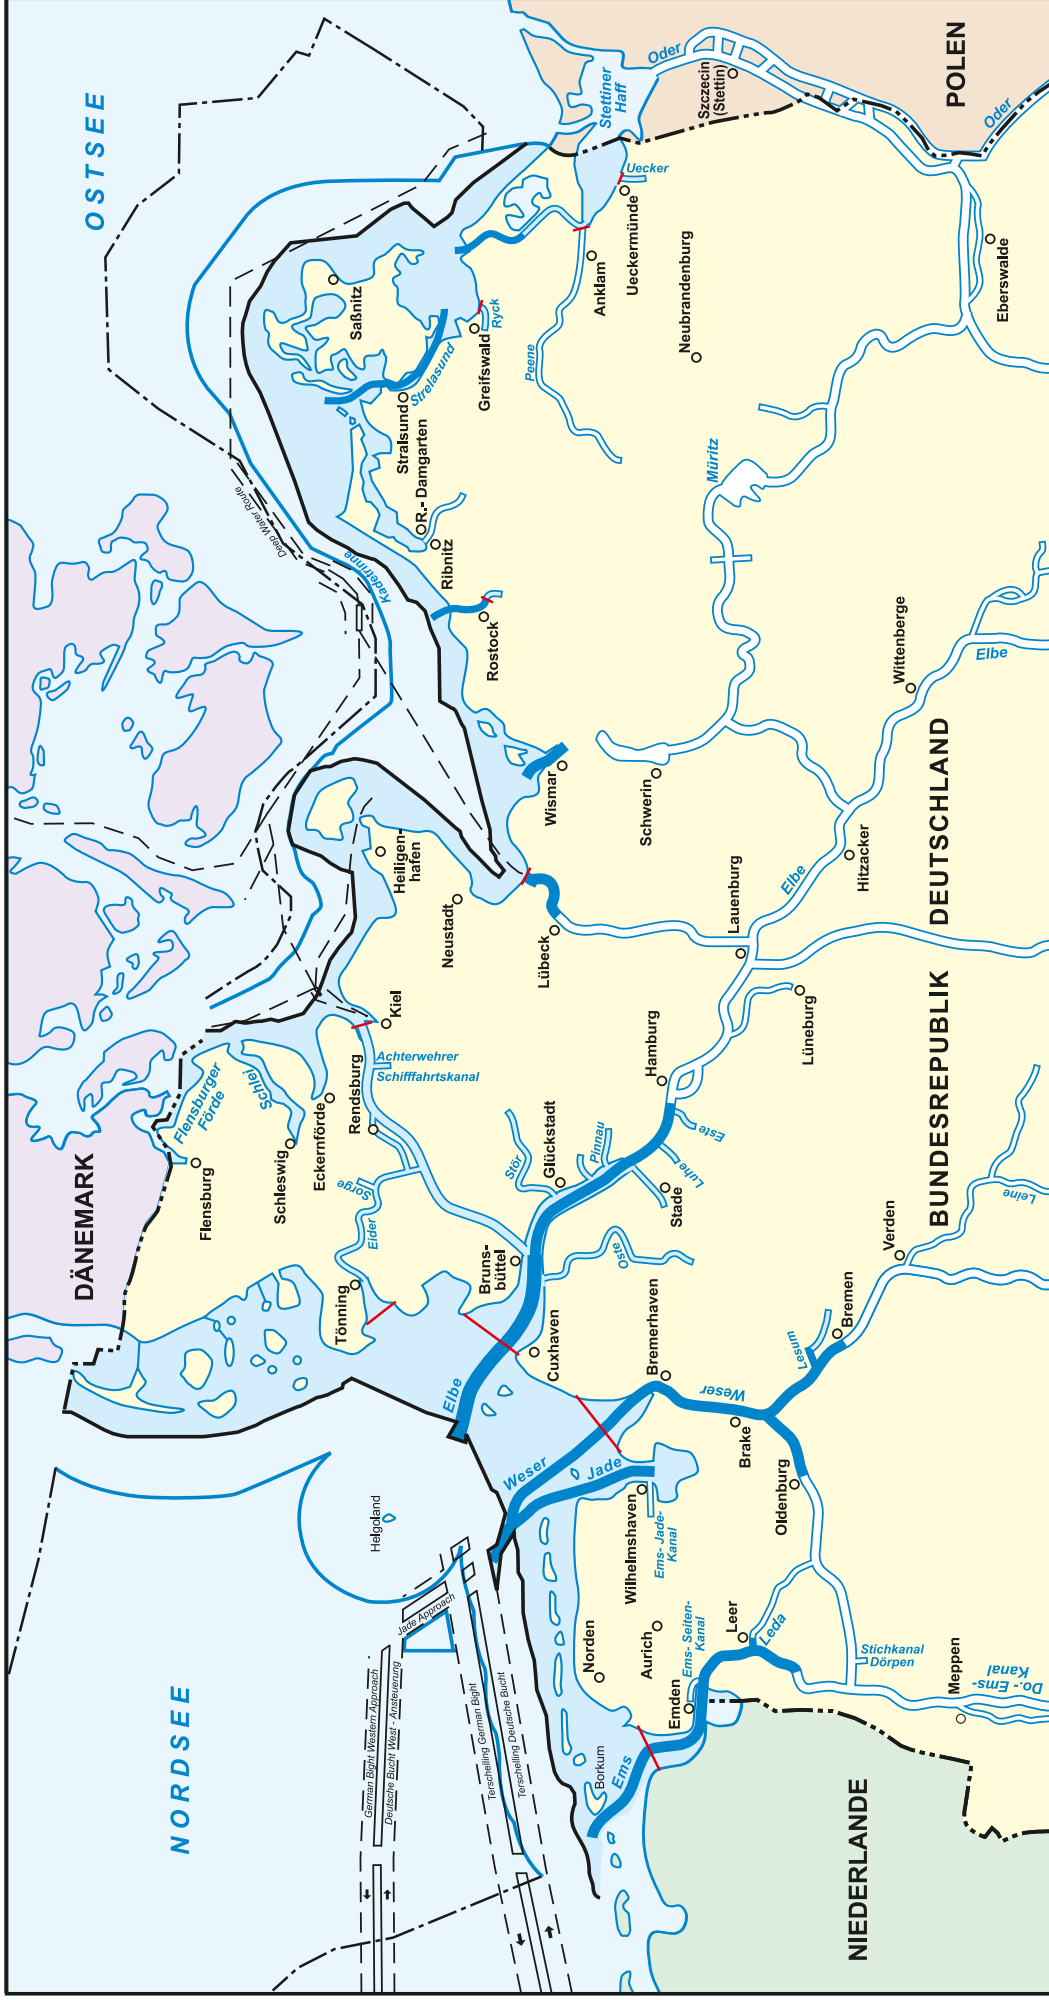 NORDSEE
OSTSEE
DÄNEMARK
NIEDERLANDE
BUNDESREPUBLIK DEUTSCHLAND
POLEN
German Bight Western Approach
Deutsche Bucht West - Ansteuerung
Terschelling German Bight
Terschelling Deutsche Bucht
Jade Approach
Helgoland
Borkum
Ems
Norden
Aurich
Emden
Ems- Seiten-
Kanal
Leer
Leda
Stichkanal
Dörpen
Meppen
Do.- Ems-
Kanal
Wilhelmshaven
Ems- Jade-
Kanal
Jade
Weser
Oldenburg
Brake
Weser
Bremerhaven
Lesum
Bremen
Verden
Leine
Elbe
Cuxhaven
Oste
Bruns-
büttel
Tönning
Eider
Sorge
Stör
Glückstadt
Pinnau
Stade
Luhe
Este
Hamburg
Lüneburg
Lauenburg
Elbe
Hitzacker
Wittenberge
Elbe
Flensburger
Förde
Flensburg
Schlei
Schleswig
Eckernförde
Rendsburg
Achterwehrer
Schifffahrtskanal
Kiel
Heiligen-
hafen
Neustadt
Lübeck
Wismar
Schwerin
Rostock
Ribnitz
R.- Damgarten
Kadetrinne
Deep Water Route
Stralsund
Strelasund
Saßnitz
Greifswald
Ryck
Peene
Anklam
Ueckermünde
Uecker
Neubrandenburg
Müritz
Stettiner
Haff
Oder
Szczecin
(Stettin)
Oder
Eberswalde